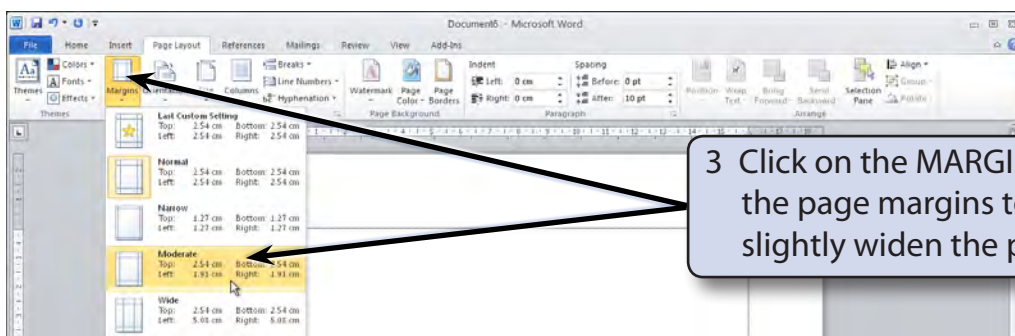 Document6 - Microsoft Word
File Home Insert Page Layout References Mailings Review View Add-Ins
Themes
Colors
Fonts
Effects
Themes
Margins Orientation Size Columns
Breaks
Line Numbers
Hyphenation
Watermark Page Color Page Borders
Page Background
Indent
Left: 0 cm
Right: 0 cm
Spacing
Before: 0 pt
After: 10 pt
Paragraph
Position Wrap Text Bring Forward Send Backward Selection Pane
Align
Group
Rotate
Arrange
Last Custom Setting
Top: 2.54 cm Bottom: 2.54 cm
Left: 2.54 cm Right: 2.54 cm
Normal
Top: 2.54 cm Bottom: 2.54 cm
Left: 2.54 cm Right: 2.54 cm
Narrow
Top: 1.27 cm Bottom: 1.27 cm
Left: 1.27 cm Right: 1.27 cm
Moderate
Top: 2.54 cm Bottom: 2.54 cm
Left: 1.91 cm Right: 1.91 cm
Wide
Top: 2.54 cm Bottom: 2.54 cm
Left: 5.08 cm Right: 5.08 cm
3 Click on the MARGI
the page margins t
slightly widen the p